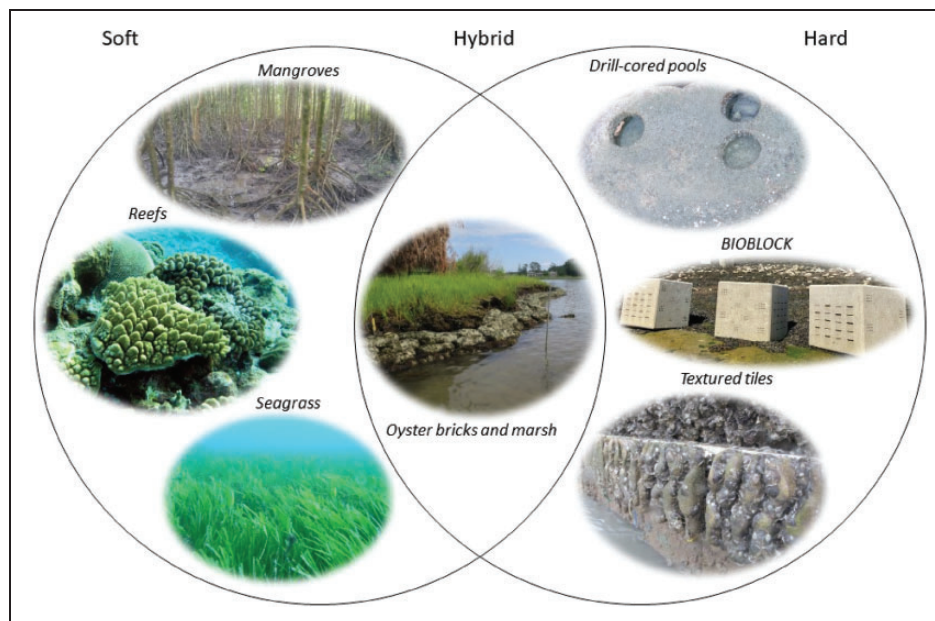 Soft
Hybrid
Hard
Mangroves
Drill-cored pools
Reefs
BIOBLOCK
Seagrass
Textured tiles
Oyster bricks and marsh